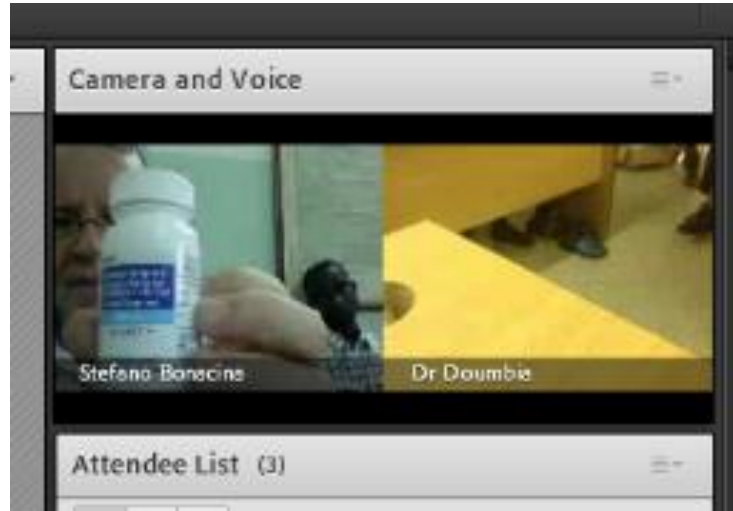 Camera and Voice
Stefano Bonacina
Dr Doumbia
Attendee List (3)